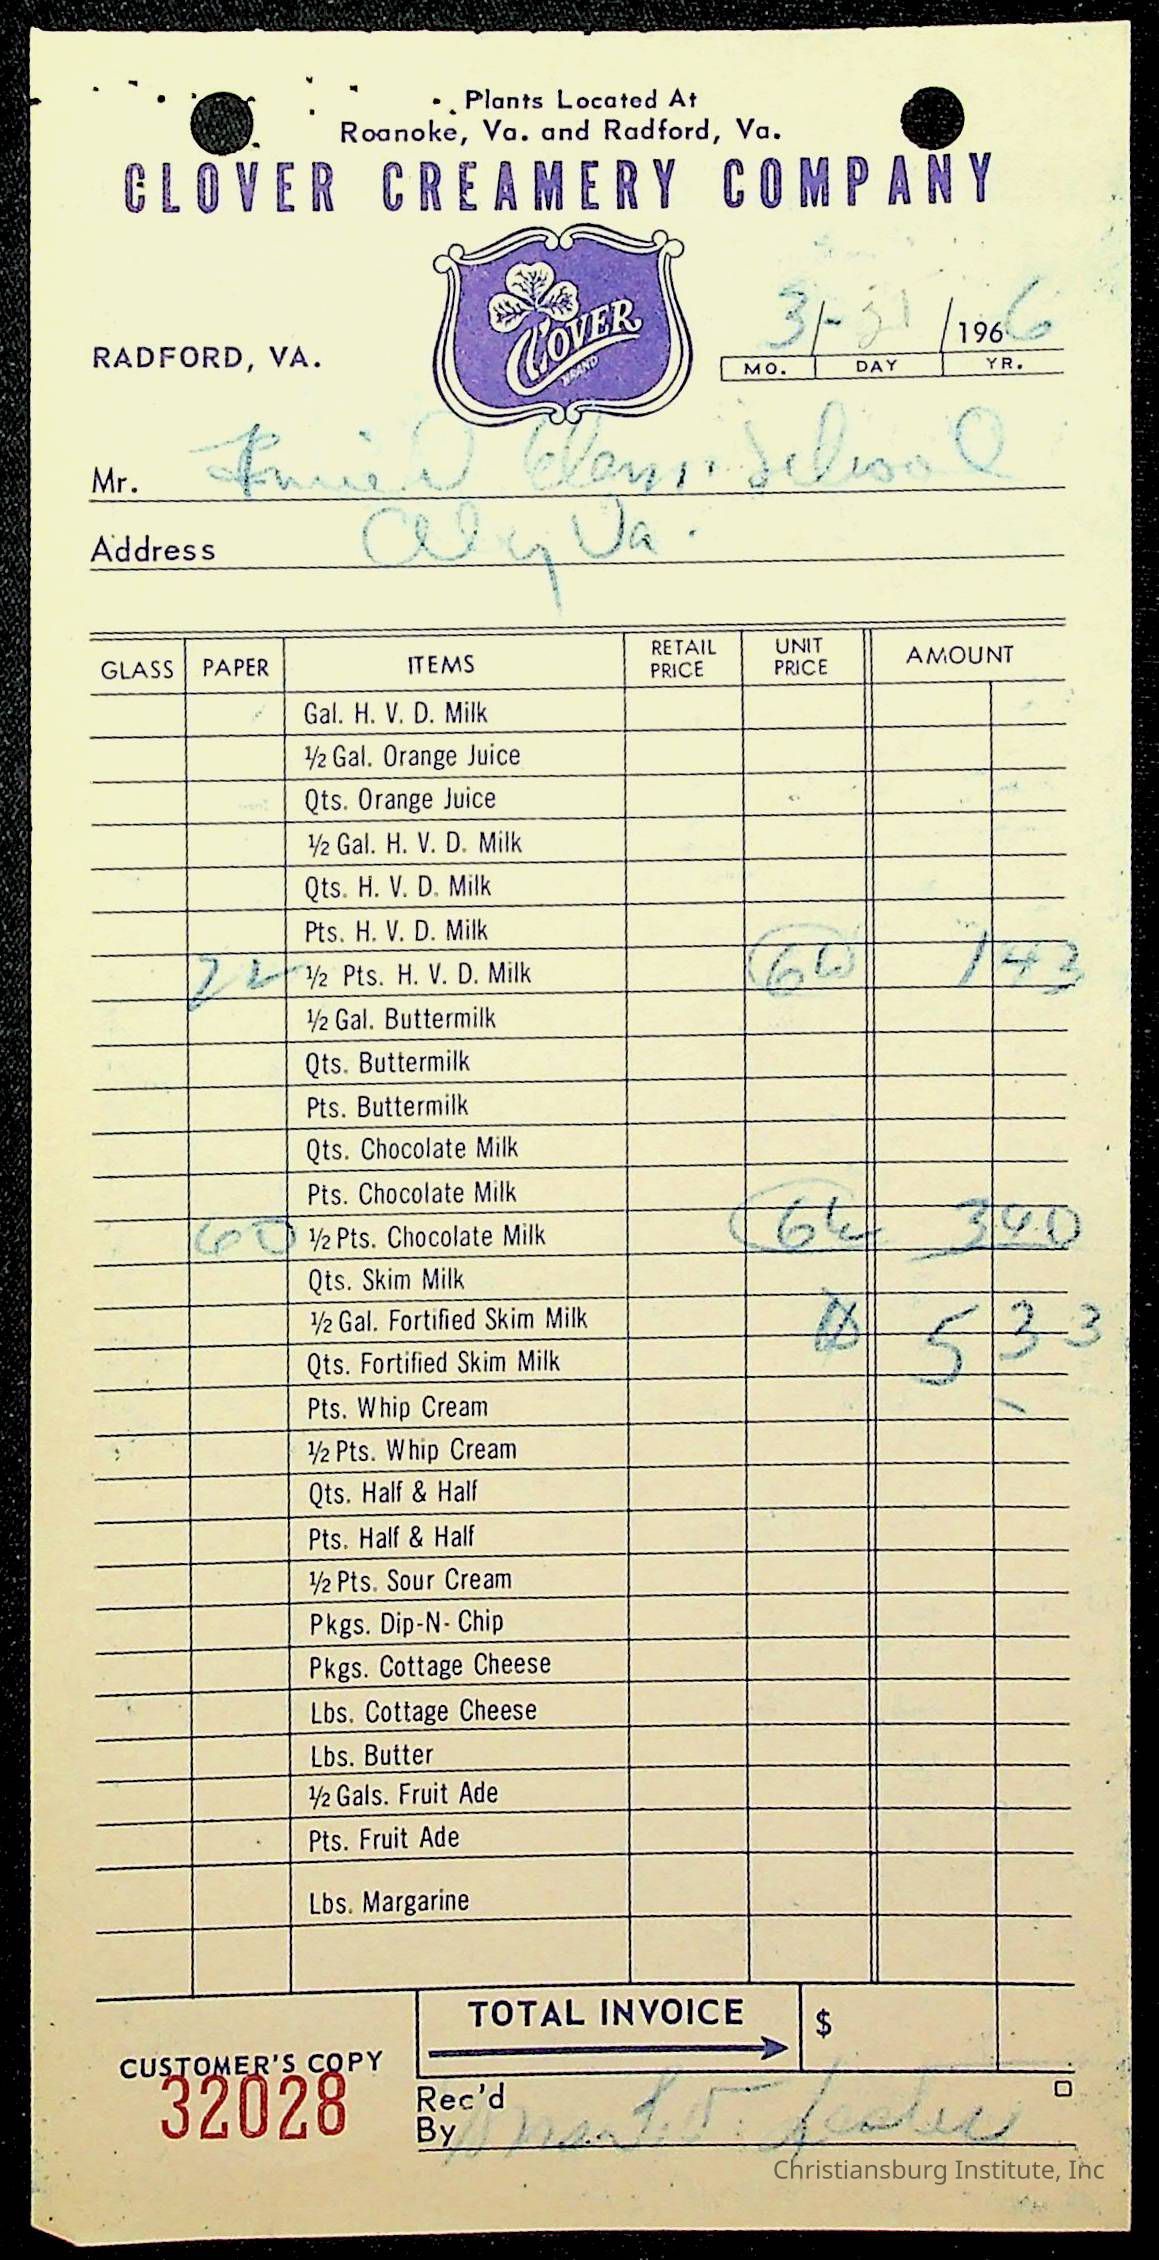 Plants Located At
Roanoke, Va. and Radford, Va.
CLOVER CREAMERY COMPANY
CLOVER
BRAND
RADFORD, VA.
3/-21/1966
MO. DAY YR.
Mr. Elem. School
Address Va.
GLASS PAPER ITEMS RETAIL PRICE UNIT PRICE AMOUNT
Gal. H. V. D. Milk
½ Gal. Orange Juice
Qts. Orange Juice
½ Gal. H. V. D. Milk
Qts. H. V. D. Milk
Pts. H. V. D. Milk
22 ½ Pts. H. V. D. Milk 143
½ Gal. Buttermilk
Qts. Buttermilk
Pts. Buttermilk
Qts. Chocolate Milk
Pts. Chocolate Milk
60 ½ Pts. Chocolate Milk 390
Qts. Skim Milk
½ Gal. Fortified Skim Milk 533
Qts. Fortified Skim Milk
Pts. Whip Cream
½ Pts. Whip Cream
Qts. Half & Half
Pts. Half & Half
½ Pts. Sour Cream
Pkgs. Dip-N-Chip
Pkgs. Cottage Cheese
Lbs. Cottage Cheese
Lbs. Butter
½ Gals. Fruit Ade
Pts. Fruit Ade
Lbs. Margarine
TOTAL INVOICE $
CUSTOMER'S COPY
32028
Rec'd
By
Christiansburg Institute, Inc